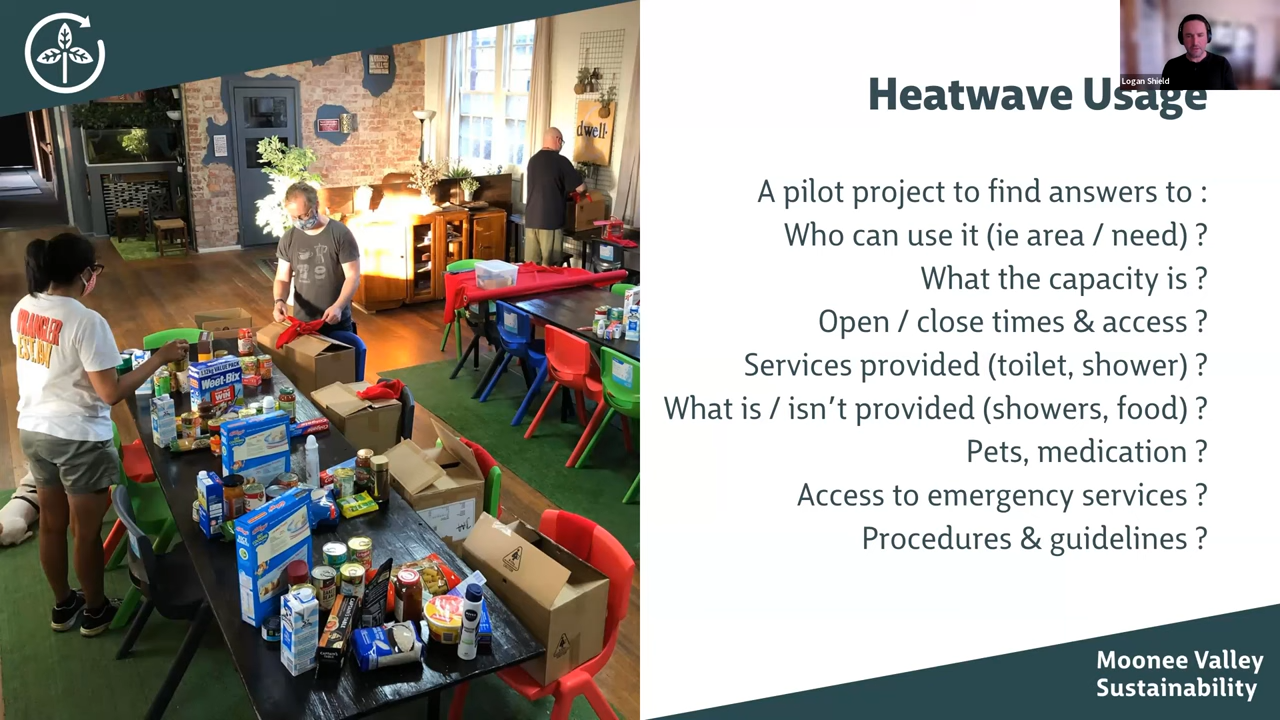 Logan Shield
Heatwave Usage
A pilot project to find answers to :
Who can use it (ie area / need) ?
What the capacity is ?
Open / close times & access ?
Services provided (toilet, shower) ?
What is / isn’t provided (showers, food) ?
Pets, medication ?
Access to emergency services ?
Procedures & guidelines ?
Moonee Valley
Sustainability
dwell
WRANGLER
Weet-Bix